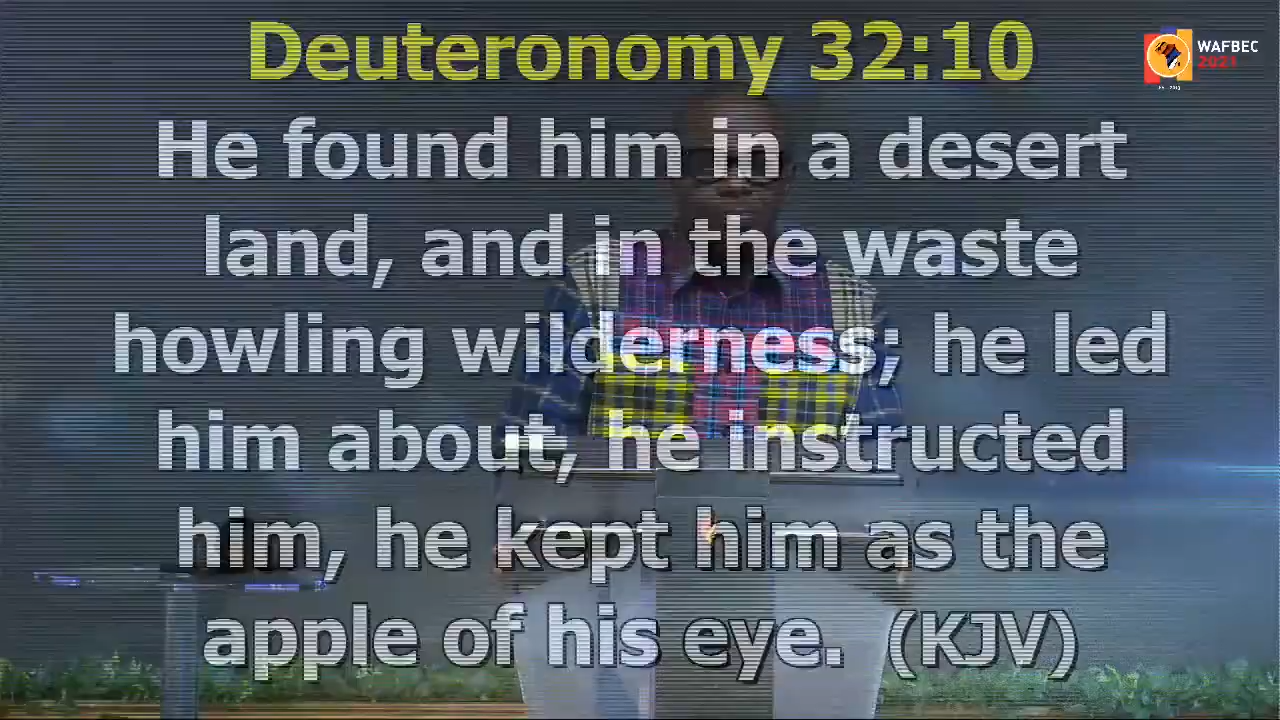 Deuteronomy 32:10
WAFBEC
2021
He found him in a desert
land, and in the waste
howling wilderness; he led
him about, he instructed
him, he kept him as the
apple of his eye. (KJV)